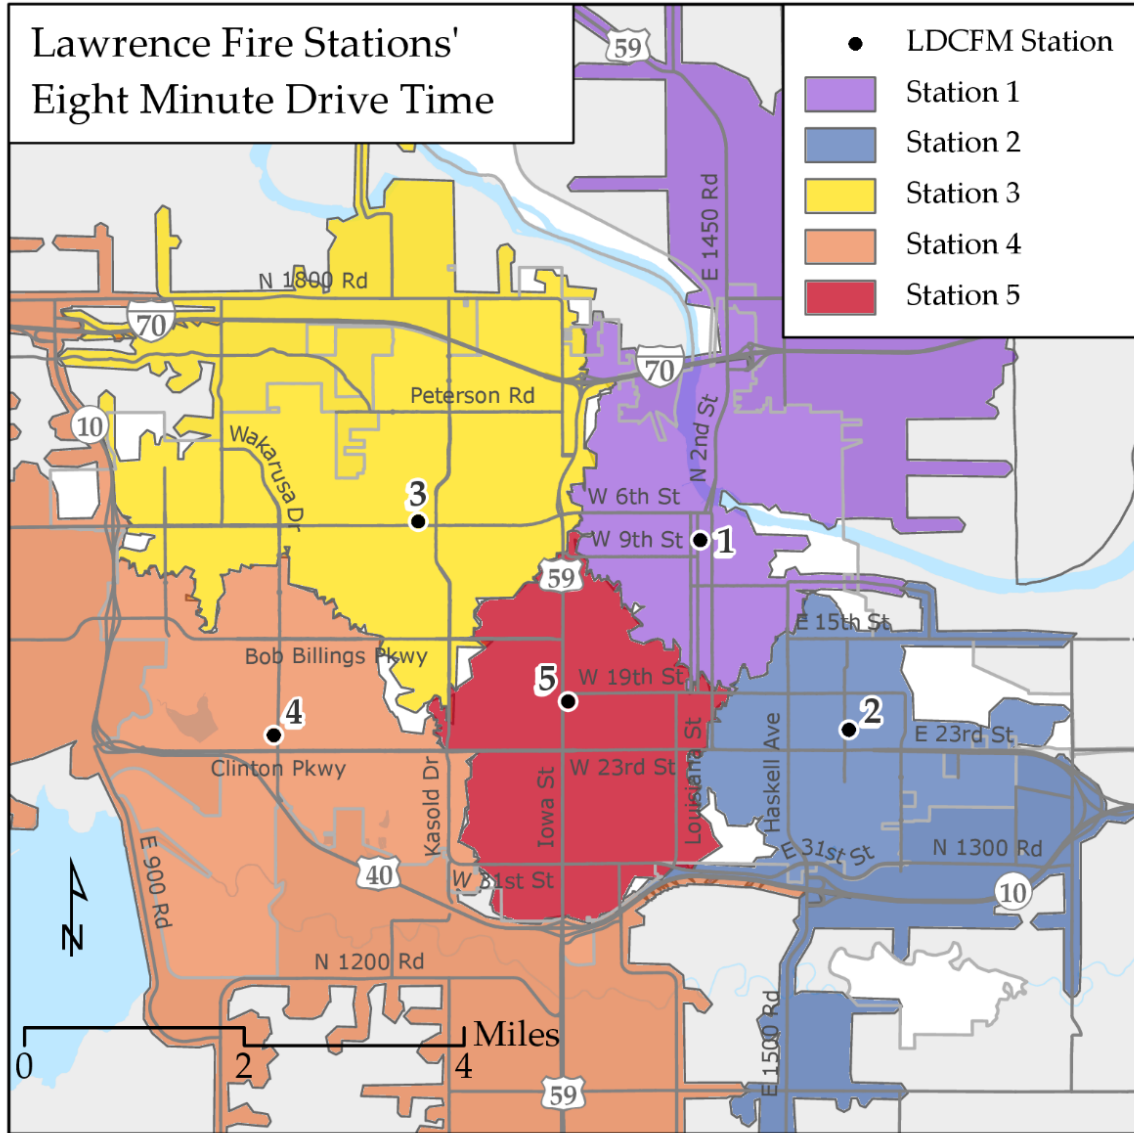 Lawrence Fire Stations'
Eight Minute Drive Time
LDCFM Station
Station 1
Station 2
Station 3
Station 4
Station 5
59
E 1450 Rd
N 1800 Rd
70
70
Peterson Rd
10
Wakarusa Dr
N 2nd St
3
W 6th St
W 9th St
1
59
E 15th St
Bob Billings Pkwy
W 19th St
5
4
2
E 23rd St
Clinton Pkwy
W 23rd St
Kasold Dr
Iowa St
Louisiana St
Haskell Ave
E 900 Rd
E 31st St
N 1300 Rd
40
W 31st St
10
N
N 1200 Rd
E 1500 Rd
Miles
0
2
4
59